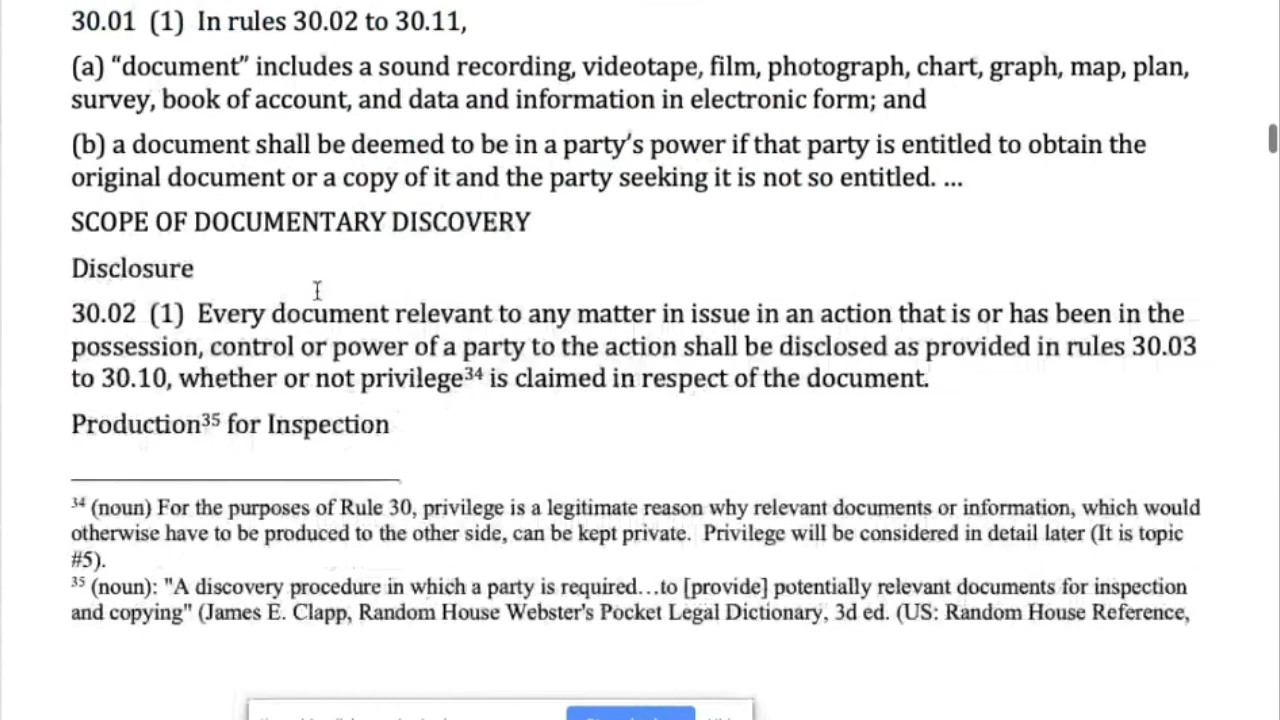 30.01 (1) In rules 30.02 to 30.11,
(a) “document” includes a sound recording, videotape, film, photograph, chart, graph, map, plan,
survey, book of account, and data and information in electronic form; and
(b) a document shall be deemed to be in a party’s power if that party is entitled to obtain the
original document or a copy of it and the party seeking it is not so entitled. ...
SCOPE OF DOCUMENTARY DISCOVERY
Disclosure
30.02 (1) Every document relevant to any matter in issue in an action that is or has been in the
possession, control or power of a party to the action shall be disclosed as provided in rules 30.03
to 30.10, whether or not privilege³⁴ is claimed in respect of the document.
Production³⁵ for Inspection
³⁴ (noun) For the purposes of Rule 30, privilege is a legitimate reason why relevant documents or information, which would
otherwise have to be produced to the other side, can be kept private. Privilege will be considered in detail later (It is topic
#5).
³⁵ (noun): "A discovery procedure in which a party is required…to [provide] potentially relevant documents for inspection
and copying" (James E. Clapp, Random House Webster's Pocket Legal Dictionary, 3d ed. (US: Random House Reference,